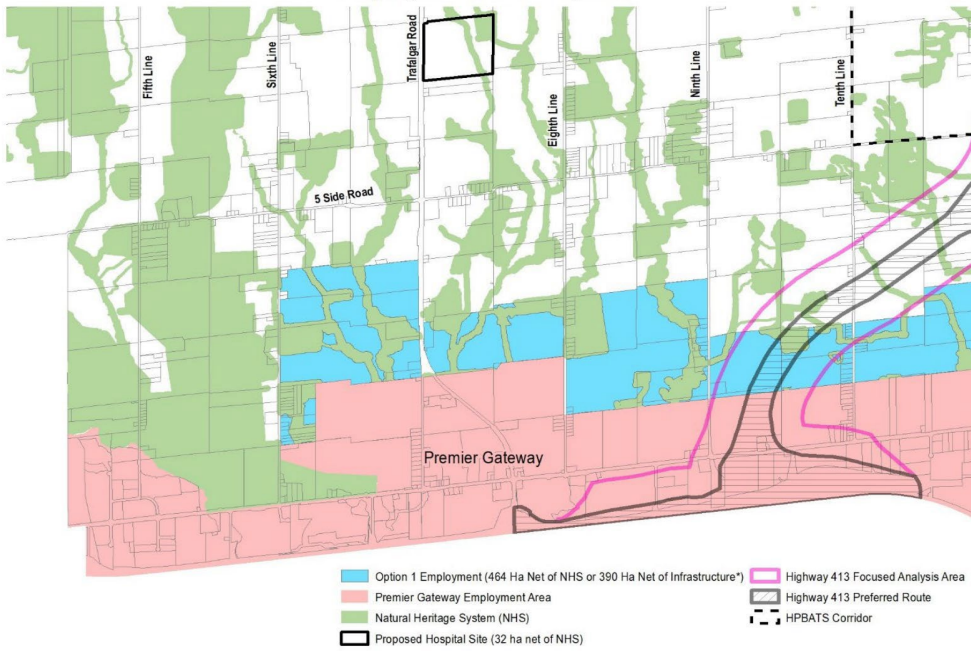 Fifth Line
Sixth Line
Trafalgar Road
Eighth Line
Ninth Line
Tenth Line
5 Side Road
Premier Gateway
Option 1 Employment (464 Ha Net of NHS or 390 Ha Net of Infrastructure*)
Premier Gateway Employment Area
Natural Heritage System (NHS)
Proposed Hospital Site (32 ha net of NHS)
Highway 413 Focused Analysis Area
Highway 413 Preferred Route
HPBATS Corridor